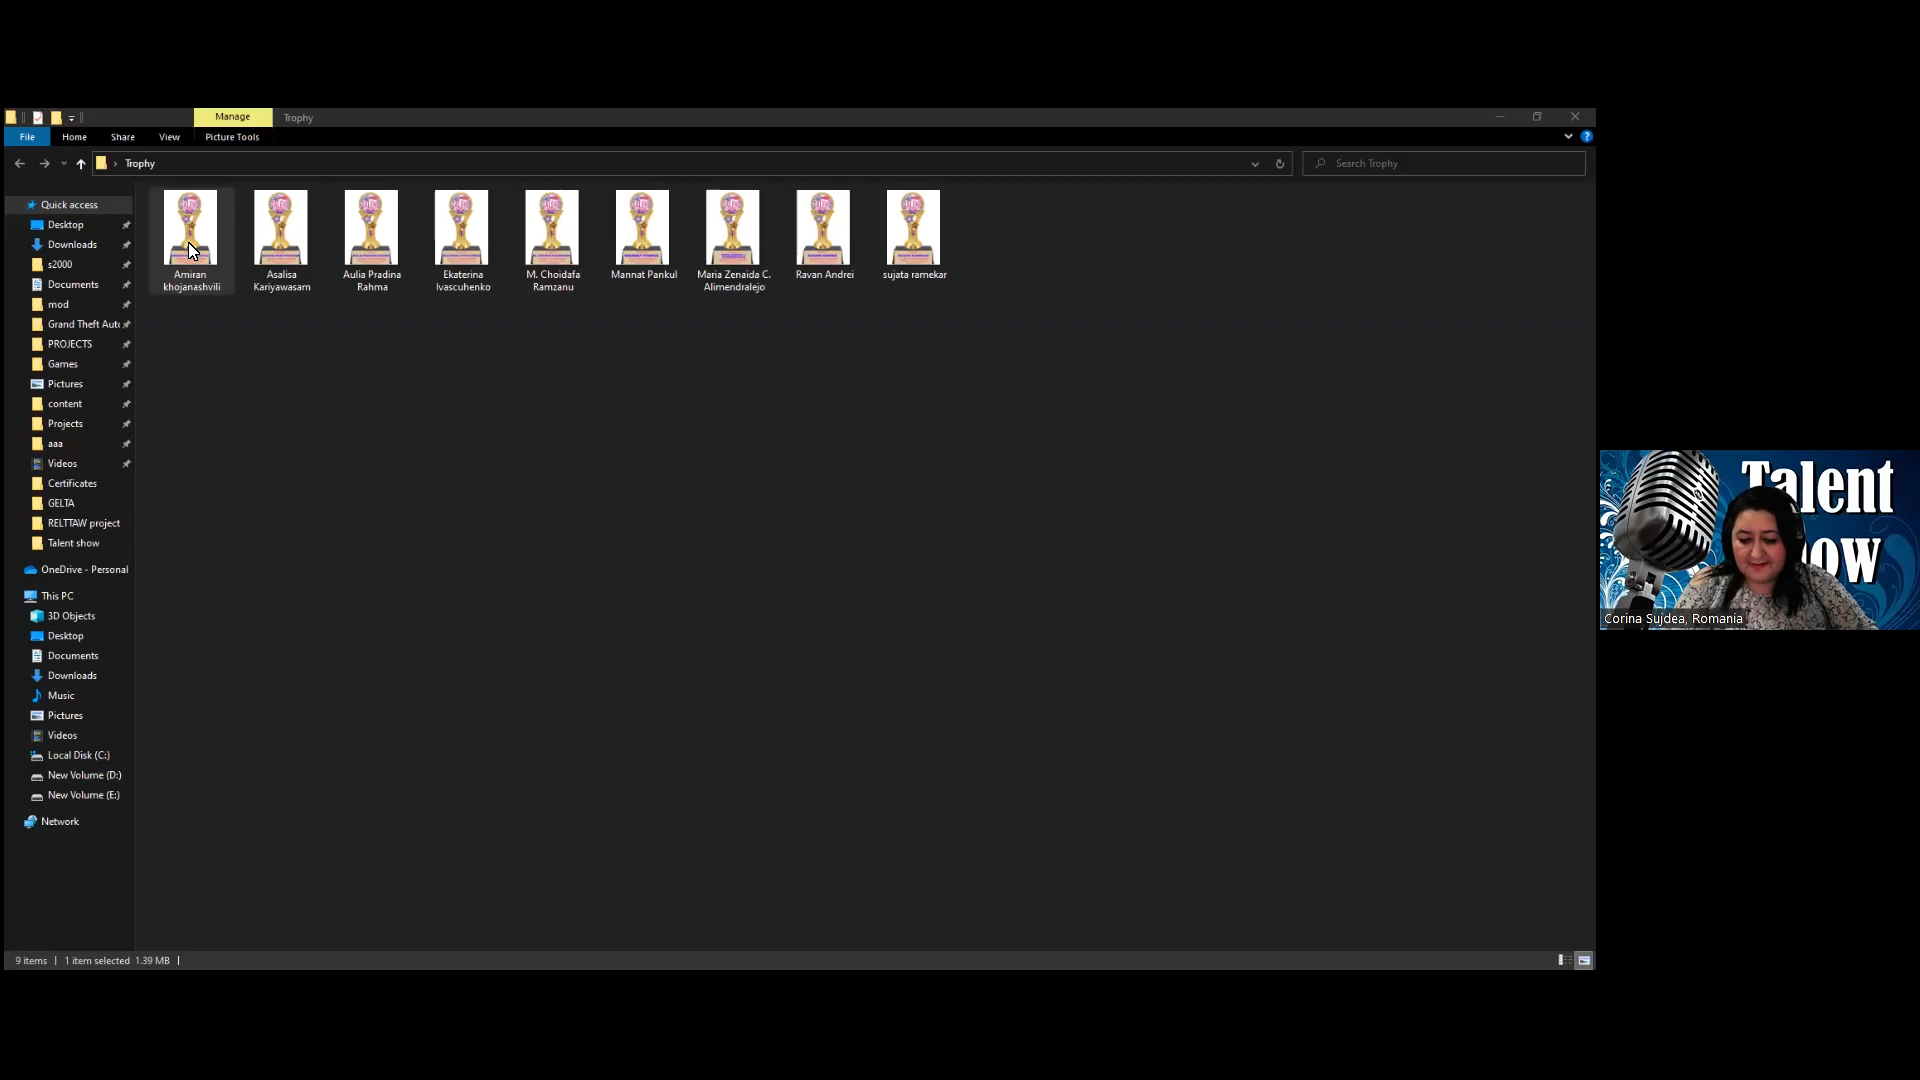 Manage
Trophy
File
Home
Share
View
Picture Tools
Trophy
Search Trophy
Quick access
Desktop
Downloads
s2000
Documents
mod
Grand Theft Auto
PROJECTS
Games
Pictures
content
Projects
aaa
Videos
Certificates
GELTA
RELTTAW project
Talent show
OneDrive - Personal
This PC
3D Objects
Desktop
Documents
Downloads
Music
Pictures
Videos
Local Disk (C:)
New Volume (D:)
New Volume (E:)
Network
Amiran
khojanashvili
Asalisa
Kariyawasam
Aulia Pradina
Rahma
Ekaterina
Ivascuhenko
M. Choidafa
Ramzanu
Mannat Pankul
Maria Zenaida C.
Alimendralejo
Ravan Andrei
sujata ramekar
9 items
1 item selected 1.39 MB
Talent
Corina Sujdea, Romania